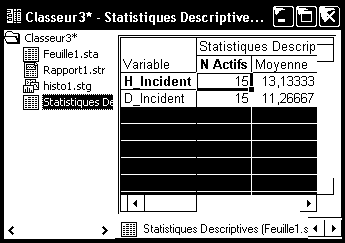 Classeur3* - Statistiques Descriptive...
Classeur3*
Feuille1.sta
Rapport1.str
histo1.stg
Statistiques De
Statistiques Descrip
Variable N Actifs Moyenne
H_Incident 15 13,13333
D_Incident 15 11,26667
Statistiques Descriptives (Feuille1.s